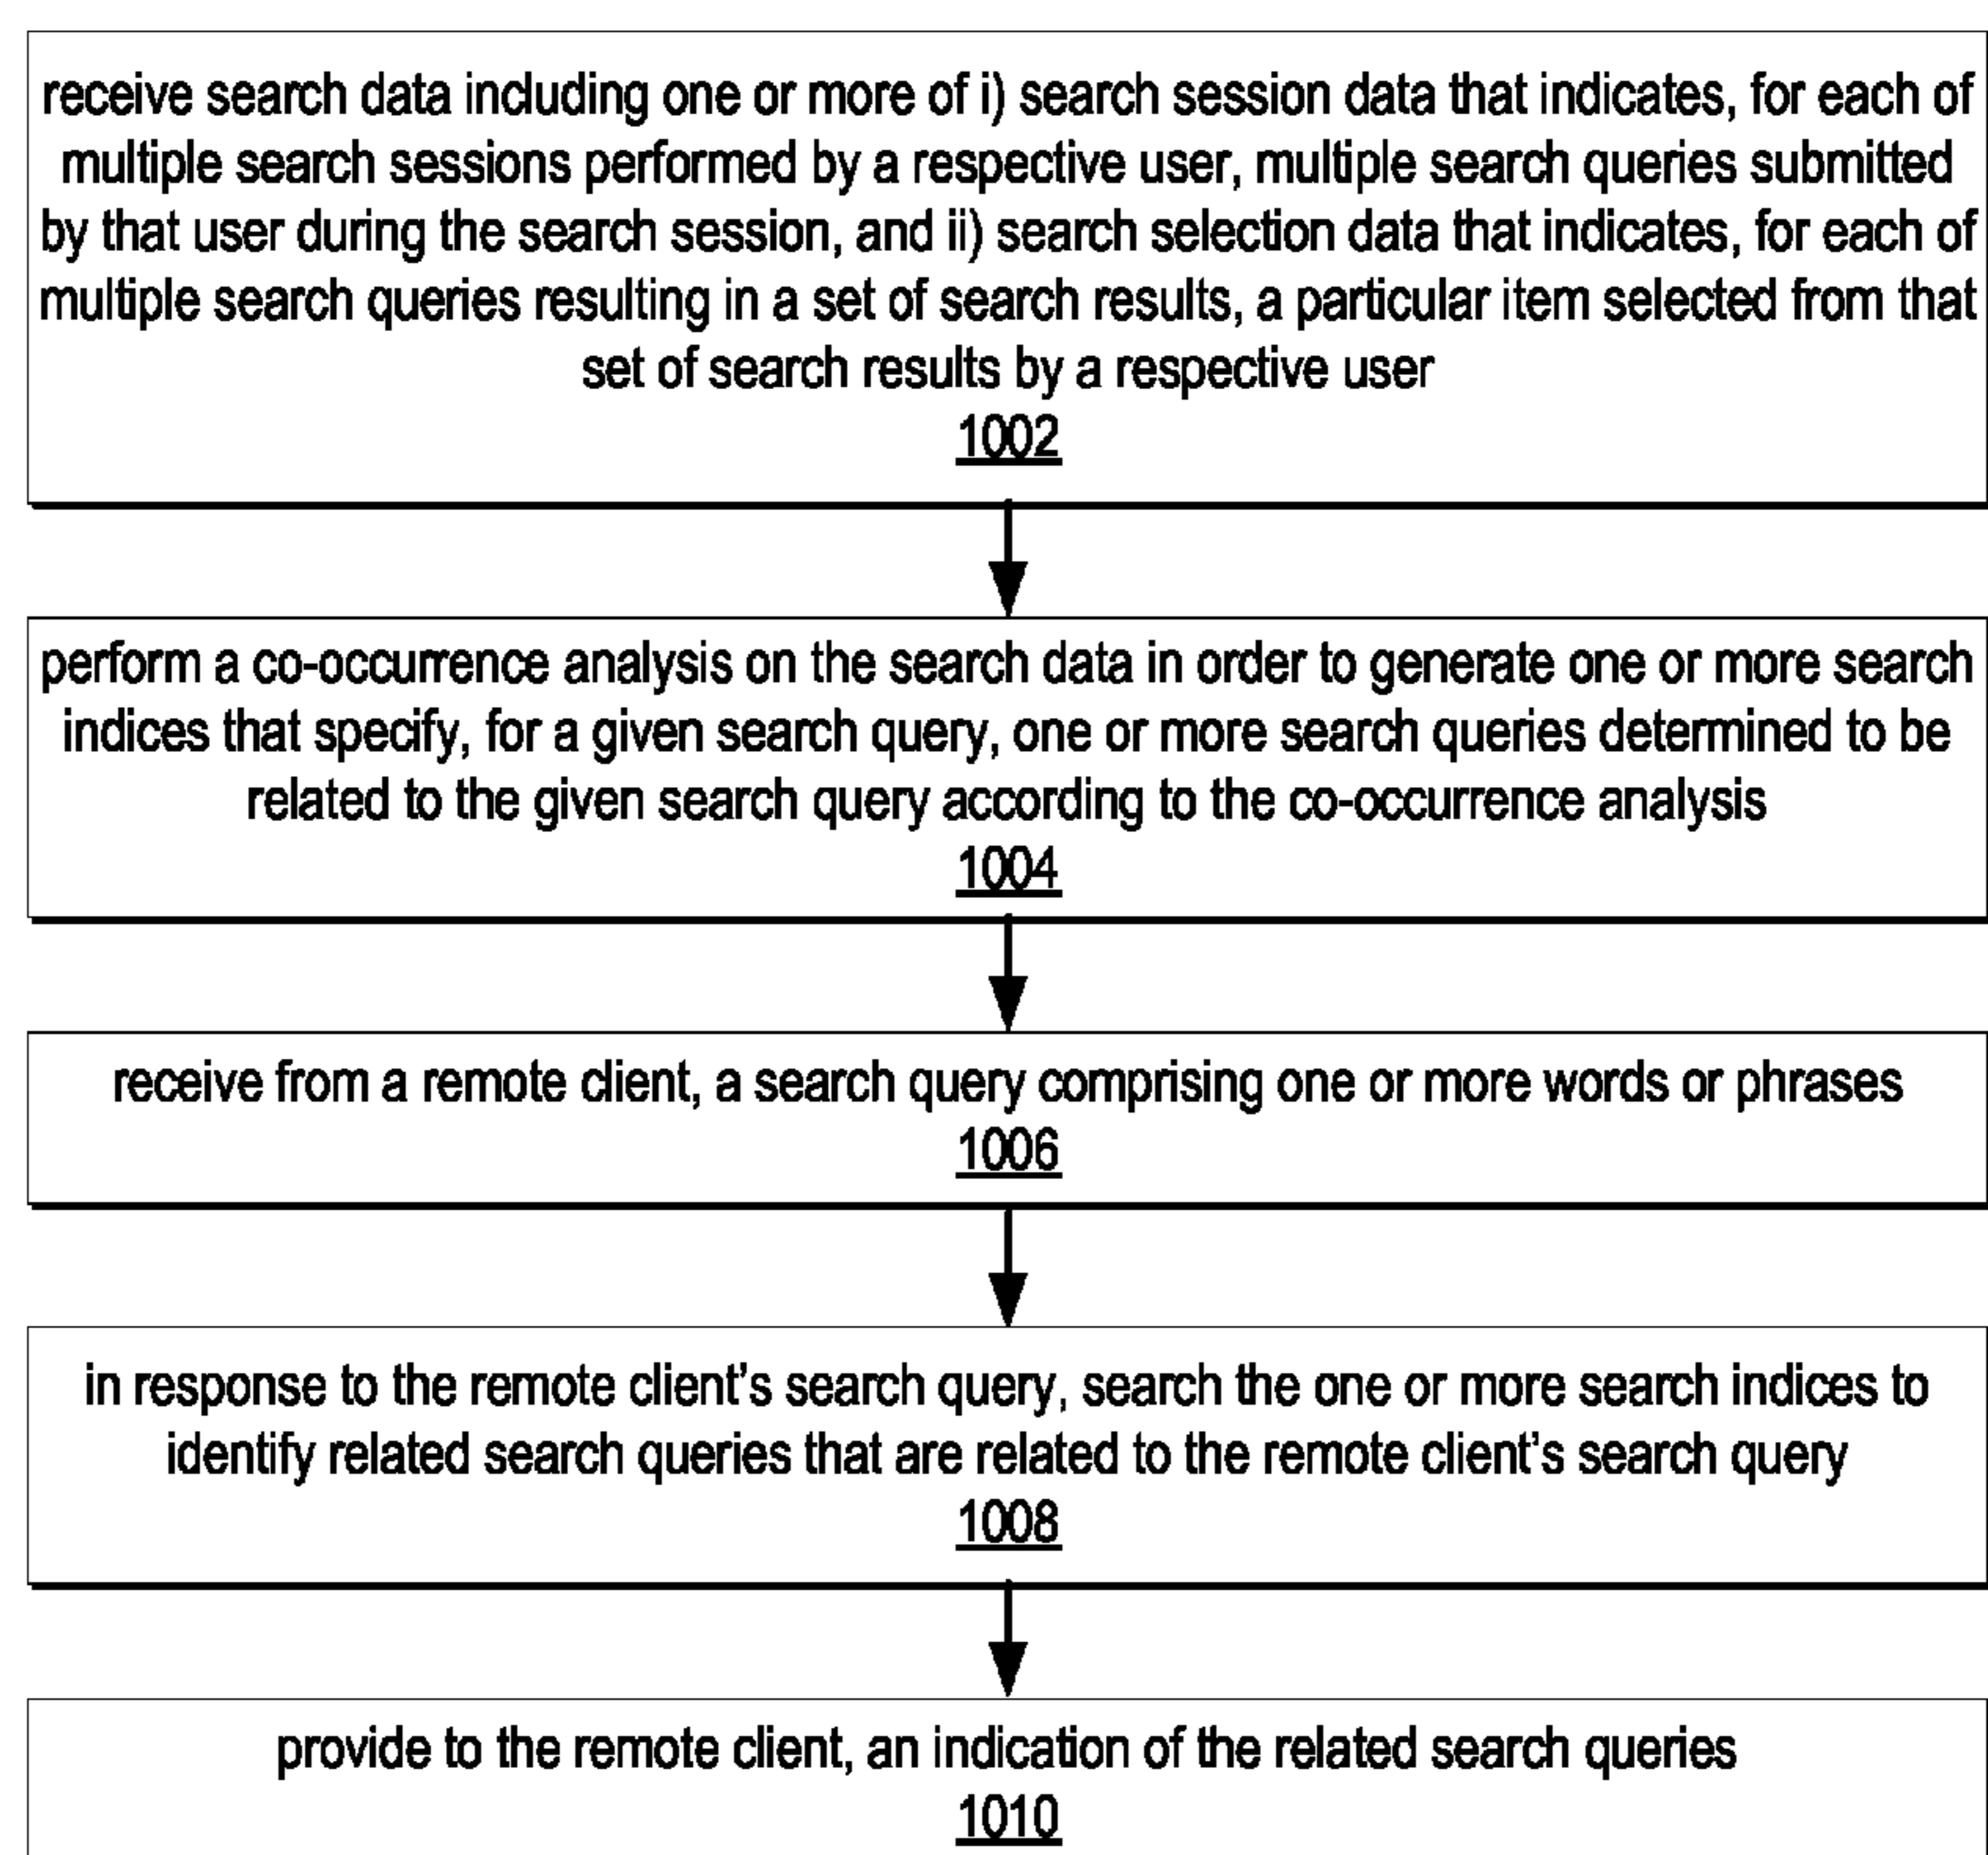 receive search data including one or more of i) search session data that indicates, for each of
multiple search sessions performed by a respective user, multiple search queries submitted
by that user during the search session, and ii) search selection data that indicates, for each of
multiple search queries resulting in a set of search results, a particular item selected from that
set of search results by a respective user
1002
perform a co-occurrence analysis on the search data in order to generate one or more search
indices that specify, for a given search query, one or more search queries determined to be
related to the given search query according to the co-occurrence analysis
1004
receive from a remote client, a search query comprising one or more words or phrases
1006
in response to the remote client's search query, search the one or more search indices to
identify related search queries that are related to the remote client's search query
1008
provide to the remote client, an indication of the related search queries
1010